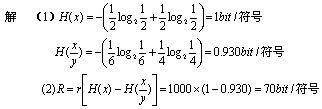 解 (1) H(x) = -(1/2 log₂ 1/2 + 1/2 log₂ 1/2) = 1bit/符号
H(x/y) = -(1/6 log₂ 1/6 + 1/4 log₂ 1/4) = 0.930bit/符号
(2) R = r[H(x) - H(x/y)] = 1000×(1-0.930) = 70bit/符号